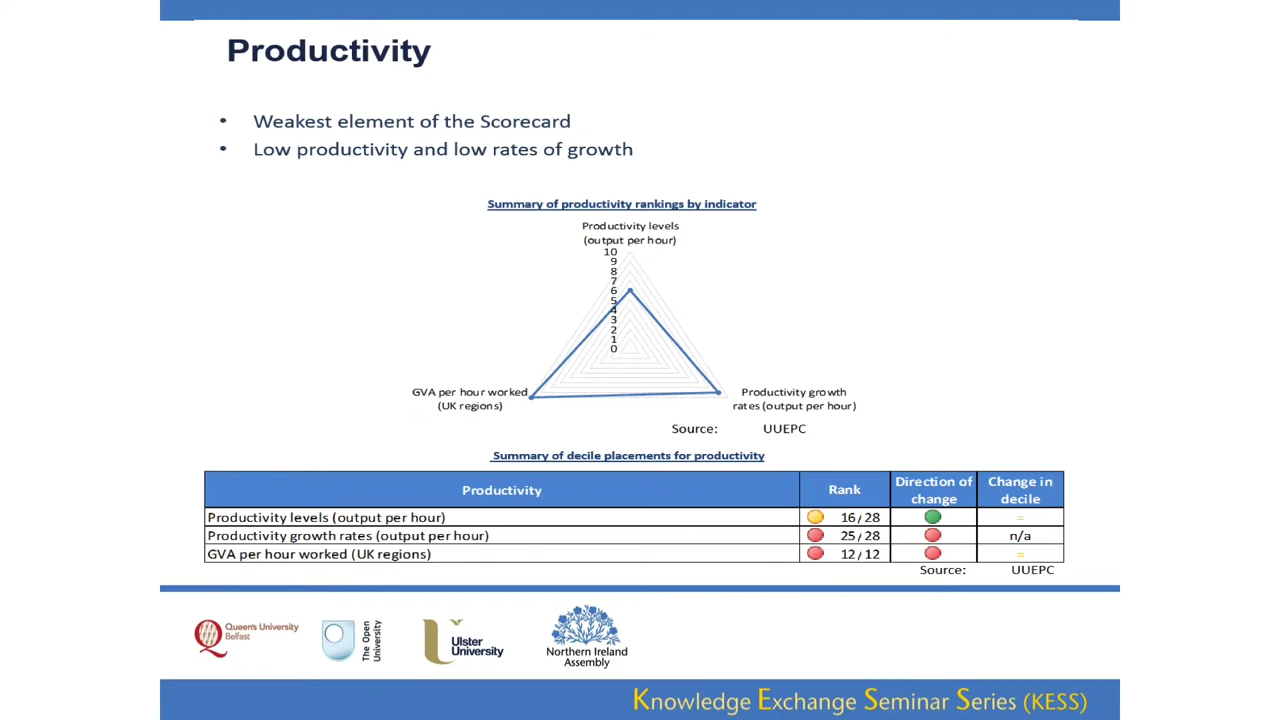 Productivity
• Weakest element of the Scorecard
• Low productivity and low rates of growth
Summary of productivity rankings by indicator
Productivity levels
(output per hour)
10
9
8
7
6
5
4
3
2
1
0
GVA per hour worked
(UK regions)
Productivity growth
rates (output per hour)
Source: UUEPC
Summary of decile placements for productivity
Productivity Rank Direction of change Change in decile
Productivity levels (output per hour) 16/28 =
Productivity growth rates (output per hour) 25/28 n/a
GVA per hour worked (UK regions) 12/12 =
Source: UUEPC
Queen's University
Belfast
The Open
University
Ulster
University
Northern Ireland
Assembly
Knowledge Exchange Seminar Series (KESS)